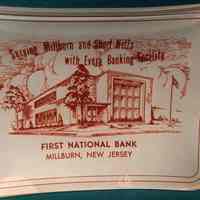 Serving Millburn and Short Hills
with Every Banking Facility
FIRST NATIONAL BANK
MILLBURN, NEW JERSEY